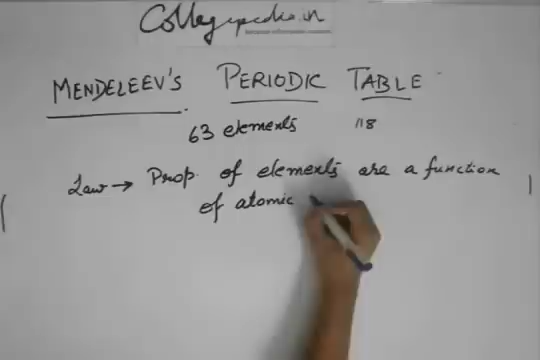 Collegepedia.in
MENDELEEV'S PERIODIC TABLE
63 elements 118
Law → Prop. of elements are a function
of atomic